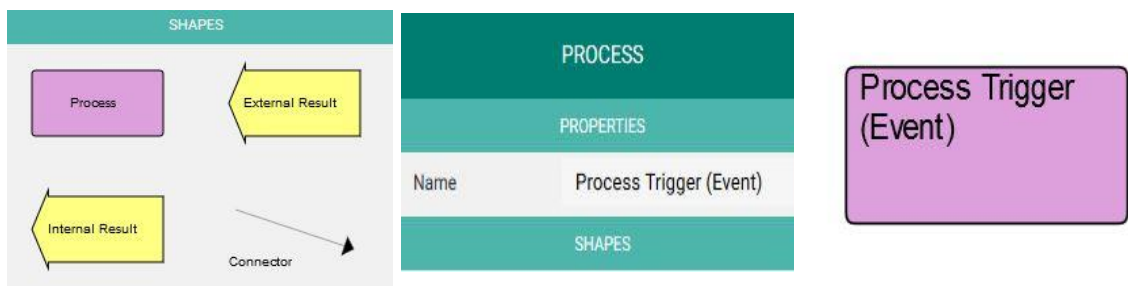 SHAPES
Process
External Result
Internal Result
Connector
PROCESS
PROPERTIES
Name Process Trigger (Event)
SHAPES
Process Trigger
(Event)